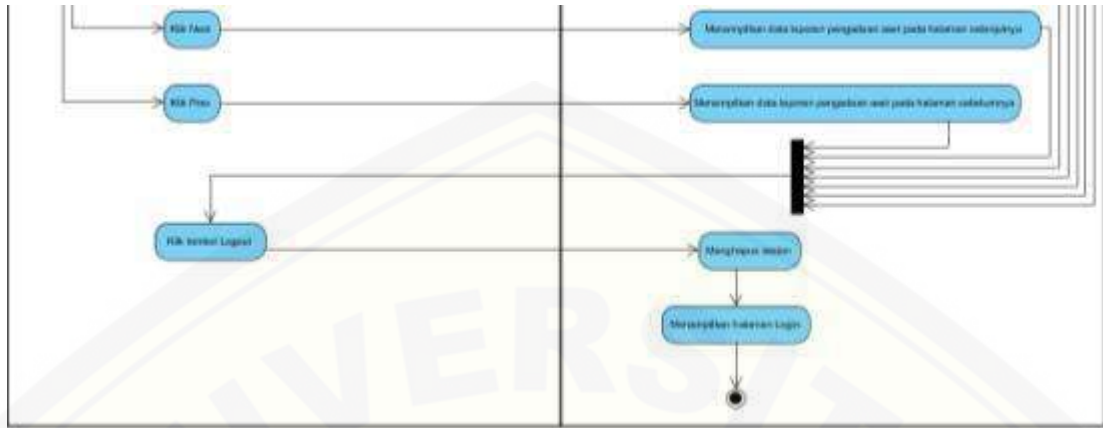 Klik Next
Menampilkan data laporan pengadaan aset pada halaman selanjutnya
Klik Prev
Menampilkan data laporan pengadaan aset pada halaman sebelumnya
Klik tombol Logout
Menghapus session
Menampilkan halaman Login
UNIVERSIT